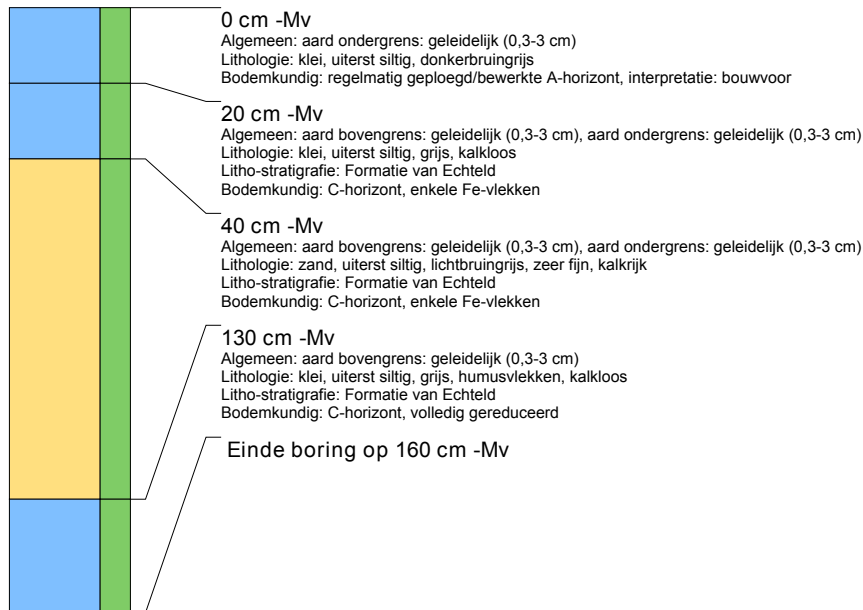 0 cm -Mv
Algemeen: aard ondergrens: geleidelijk (0,3-3 cm)
Lithologie: klei, uiterst siltig, donkerbruingrijs
Bodemkundig: regelmatig geploegd/bewerkte A-horizont, interpretatie: bouwvoor
20 cm -Mv
Algemeen: aard bovengrens: geleidelijk (0,3-3 cm), aard ondergrens: geleidelijk (0,3-3 cm)
Lithologie: klei, uiterst siltig, grijs, kalkloos
Litho-stratigrafie: Formatie van Echteld
Bodemkundig: C-horizont, enkele Fe-vlekken
40 cm -Mv
Algemeen: aard bovengrens: geleidelijk (0,3-3 cm), aard ondergrens: geleidelijk (0,3-3 cm)
Lithologie: zand, uiterst siltig, lichtbruingrijs, zeer fijn, kalkrijk
Litho-stratigrafie: Formatie van Echteld
Bodemkundig: C-horizont, enkele Fe-vlekken
130 cm -Mv
Algemeen: aard bovengrens: geleidelijk (0,3-3 cm)
Lithologie: klei, uiterst siltig, grijs, humusvlekken, kalkloos
Litho-stratigrafie: Formatie van Echteld
Bodemkundig: C-horizont, volledig gereduceerd
Einde boring op 160 cm -Mv